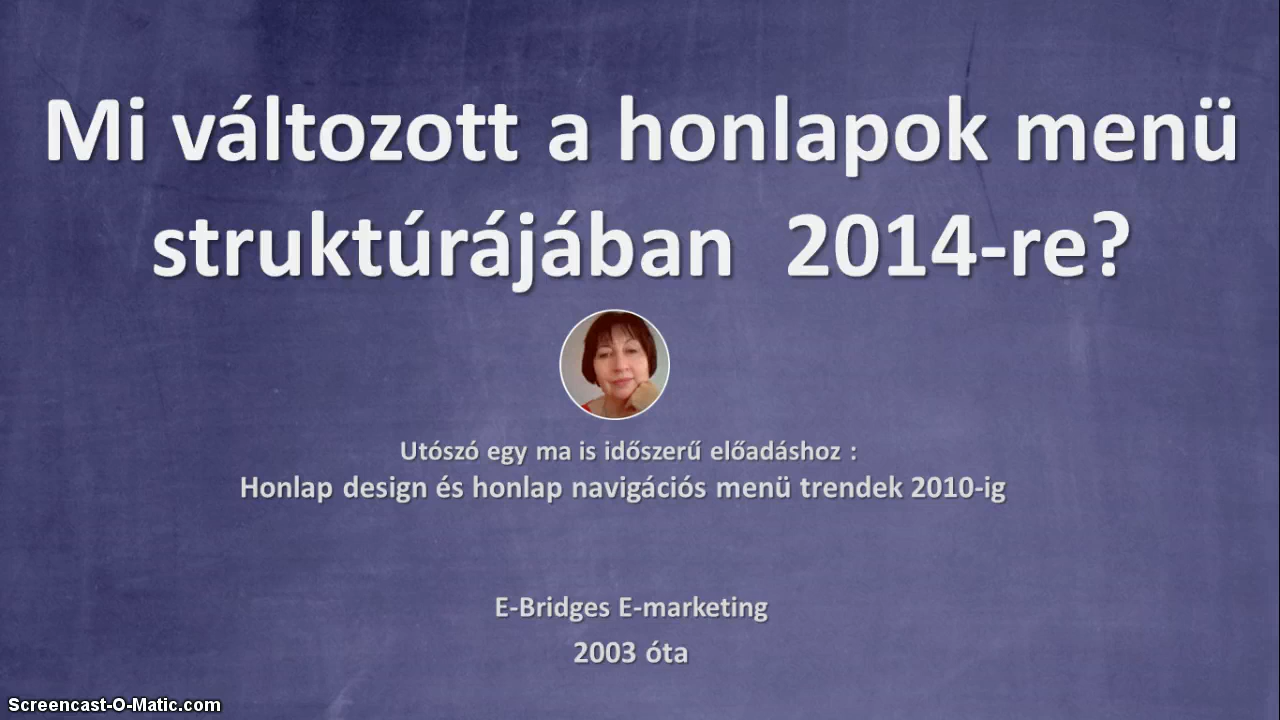 Mi változott a honlapok menü
struktúrájában 2014-re?
Utószó egy ma is időszerű előadáshoz :
Honlap design és honlap navigációs menü trendek 2010-ig
E-Bridges E-marketing
2003 óta
Screencast-O-Matic.com